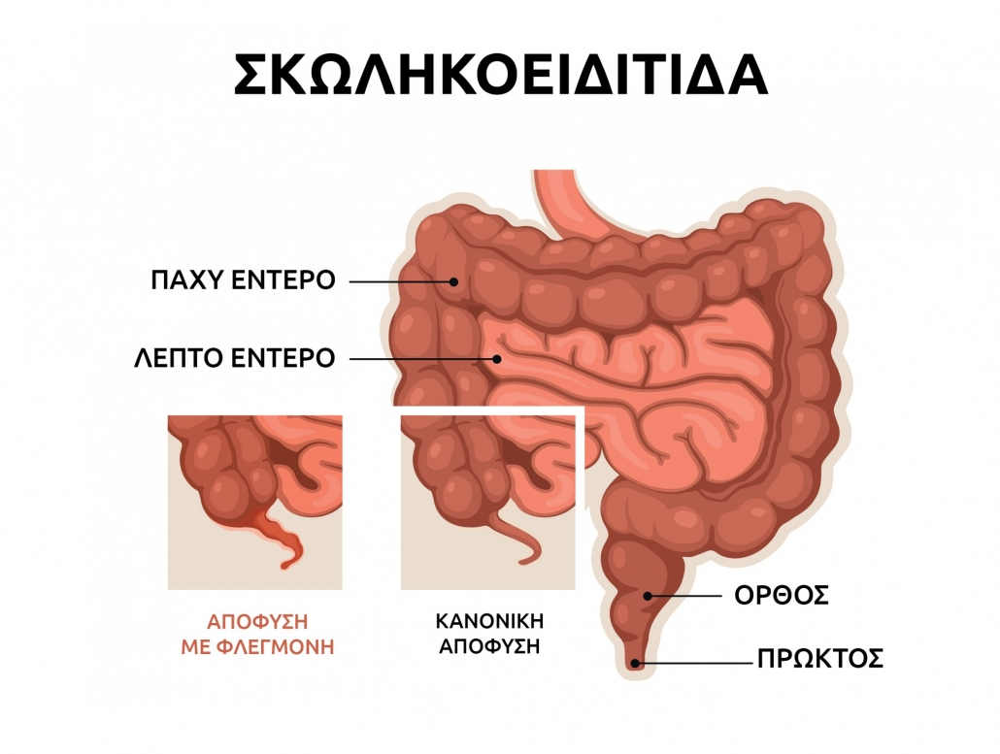 ΣΚΩΛΗΚΟΕΙΔΙΤΙΔΑ
ΠΑΧΥ ΕΝΤΕΡΟ
ΛΕΠΤΟ ΕΝΤΕΡΟ
ΑΠΟΦΥΣΗ
ΜΕ ΦΛΕΓΜΟΝΗ
ΚΑΝΟΝΙΚΗ
ΑΠΟΦΥΣΗ
ΟΡΘΟΣ
ΠΡΩΚΤΟΣ